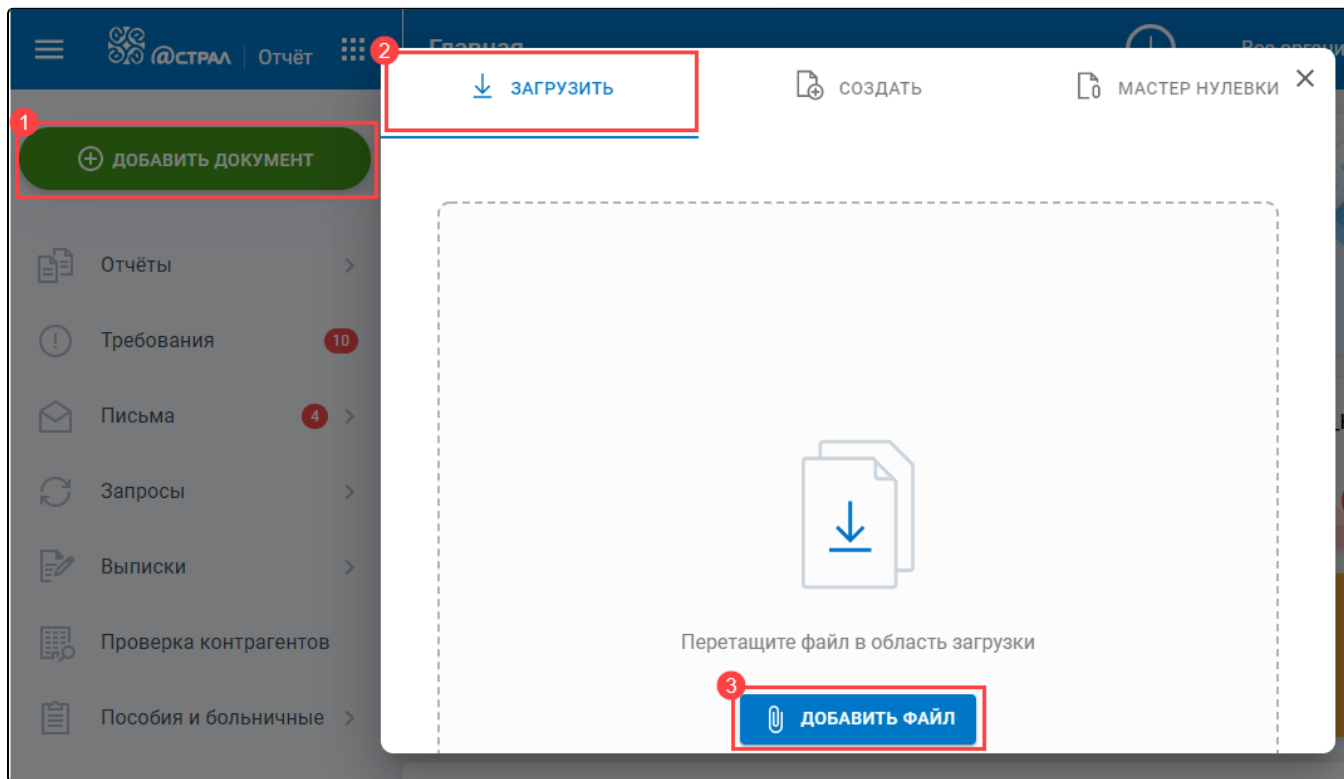 @СТРАЛ | Отчёт
Главная
1
ДОБАВИТЬ ДОКУМЕНТ
Отчёты
Требования 10
Письма 4
Запросы
Выписки
Проверка контрагентов
Пособия и больничные
2
ЗАГРУЗИТЬ
СОЗДАТЬ
МАСТЕР НУЛЕВКИ
Перетащите файл в область загрузки
3
ДОБАВИТЬ ФАЙЛ